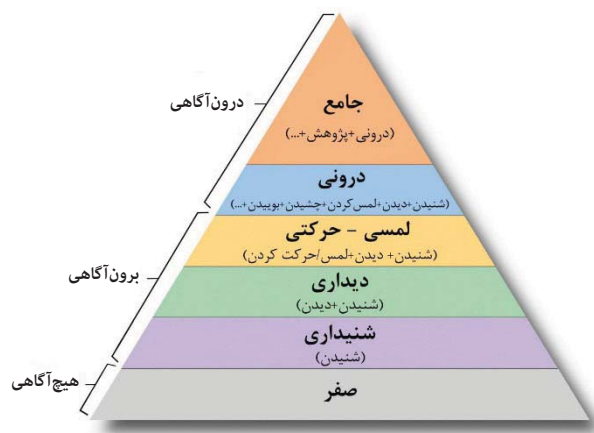 جامع
(درونی+پژوهش+...)
درون‌آگاهی
درونی
(شنیدن+دیدن+لمس‌کردن+چشیدن+بوییدن+...)
لمسی - حرکتی
(شنیدن+ دیدن+لمس/حرکت کردن)
برون‌آگاهی
دیداری
(شنیدن+دیدن)
شنیداری
(شنیدن)
هیچ‌آگاهی
صفر